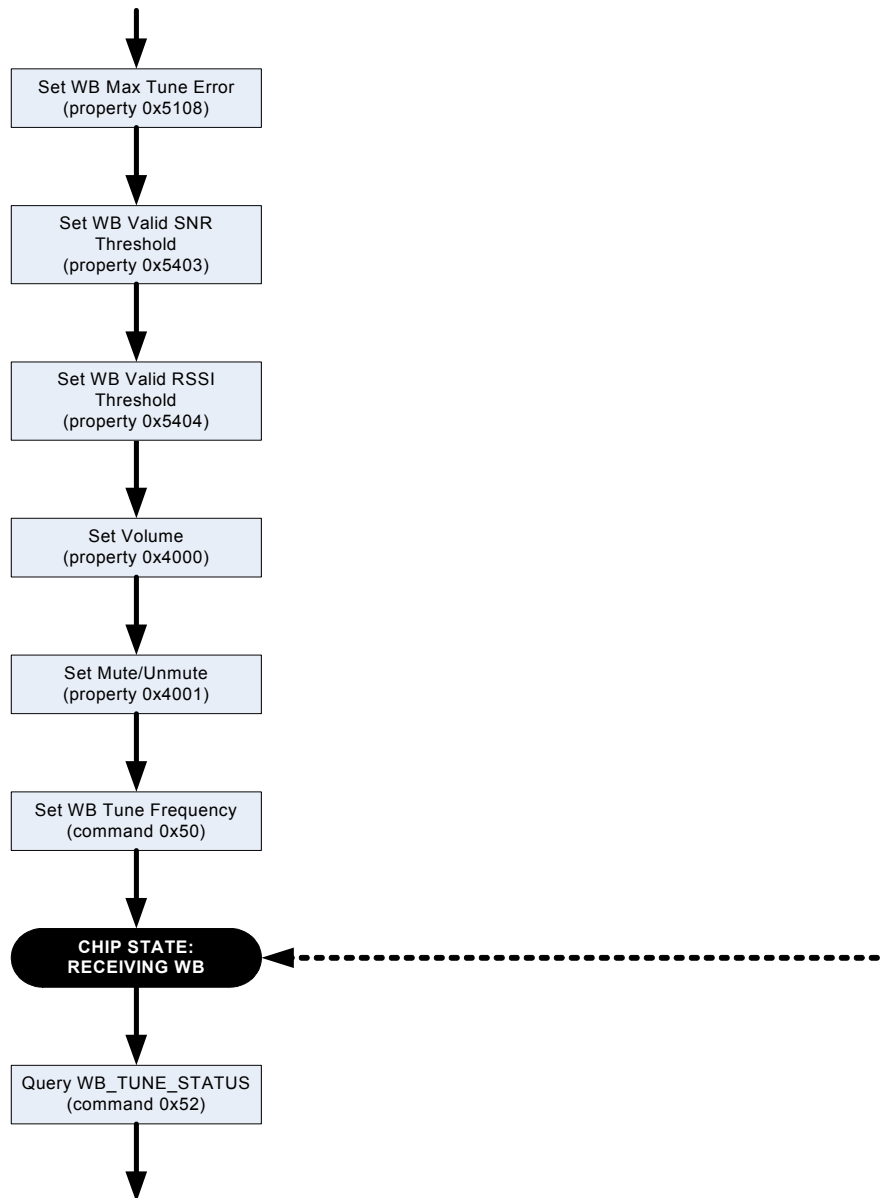 Set WB Max Tune Error
(property 0x5108)
Set WB Valid SNR
Threshold
(property 0x5403)
Set WB Valid RSSI
Threshold
(property 0x5404)
Set Volume
(property 0x4000)
Set Mute/Unmute
(property 0x4001)
Set WB Tune Frequency
(command 0x50)
CHIP STATE:
RECEIVING WB
Query WB_TUNE_STATUS
(command 0x52)